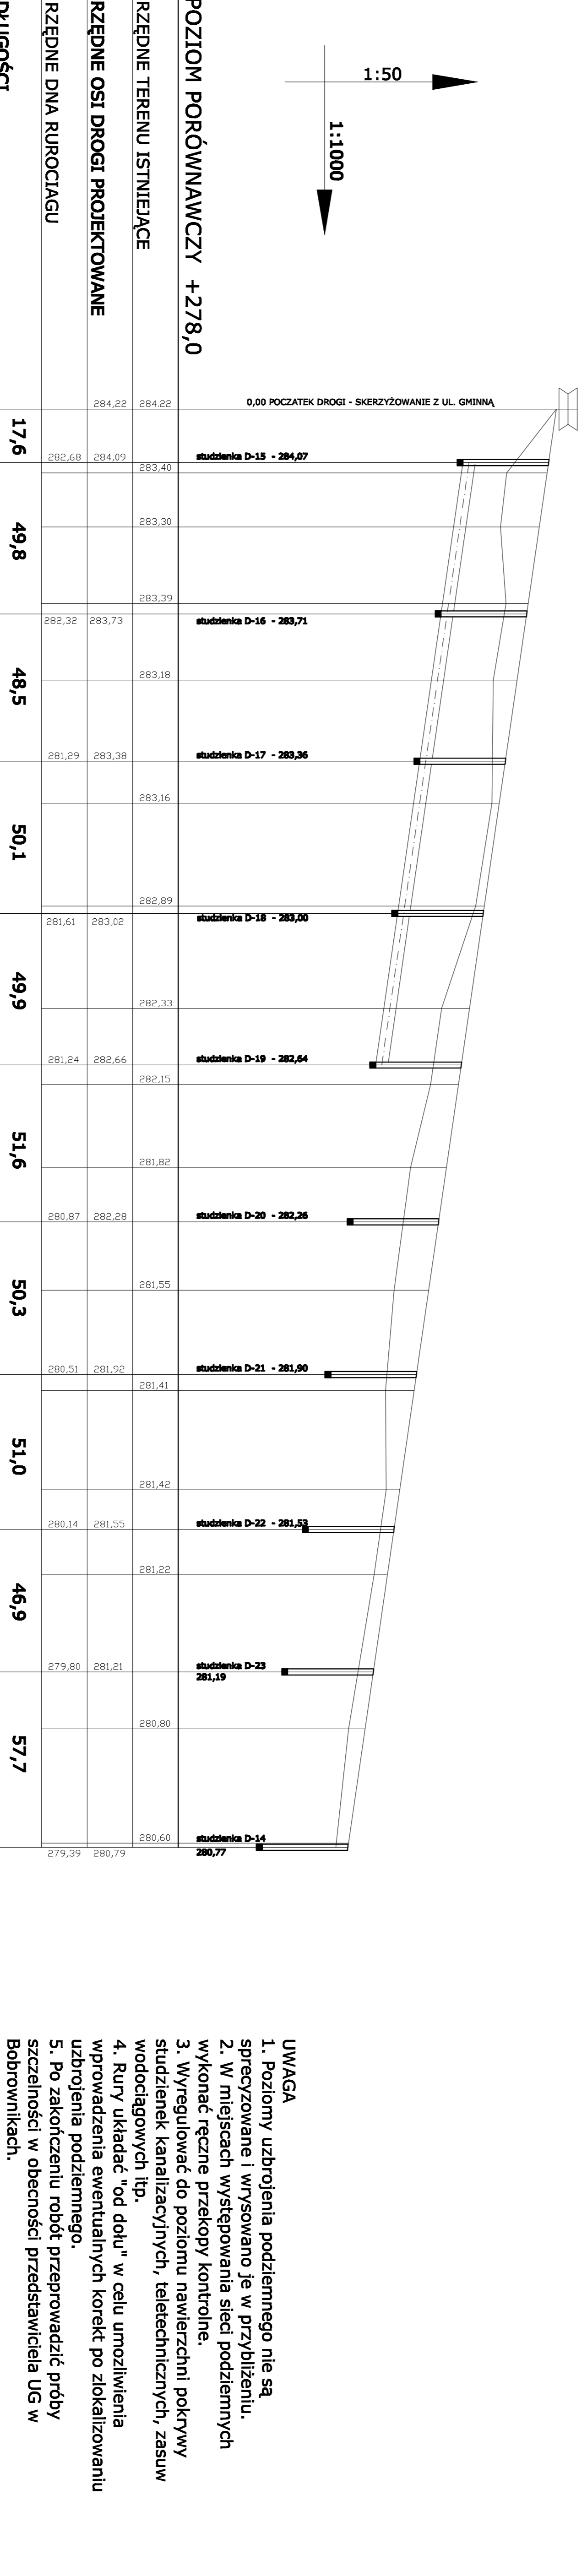 1:50
1:1000
POZIOM PORÓWNAWCZY +278,0
RZĘDNE TERENU ISTNIEJĄCE
284.22
283,40
283,30
283,39
283,18
283,16
282,89
282,33
282,15
281,82
281,55
281,41
281,42
281,22
280,80
280,60
RZĘDNE OSI DROGI PROJEKTOWANE
284,22
284,09
283,73
283,38
283,02
282,66
282,28
281,92
281,55
281,21
280,79
RZĘDNE DNA RUROCIAGU
282,68
282,32
281,29
281,61
281,24
280,87
280,51
280,14
279,80
279,39
DŁUGOŚCI
17,6
49,8
48,5
50,1
49,9
51,6
50,3
51,0
46,9
57,7
0,00 POCZATEK DROGI - SKERZYŻOWANIE Z UL. GMINNĄ
studzienka D-15 - 284,07
studzienka D-16 - 283,71
studzienka D-17 - 283,36
studzienka D-18 - 283,00
studzienka D-19 - 282,64
studzienka D-20 - 282,26
studzienka D-21 - 281,90
studzienka D-22 - 281,53
studzienka D-23
281,19
studzienka D-14
280,77
UWAGA
1. Poziomy uzbrojenia podziemnego nie są
sprecyzowane i wrysowano je w przybliżeniu.
2. W miejscach występowania sieci podziemnych
wykonać ręczne przekopy kontrolne.
3. Wyregulować do poziomu nawierzchni pokrywy
studzienek kanalizacyjnych, teletechnicznych, zasuw
wodociągowych itp.
4. Rury układać "od dołu" w celu umozliwienia
wprowadzenia ewentualnych korekt po zlokalizowaniu
uzbrojenia podziemnego.
5. Po zakończeniu robót przeprowadzić próby
szczelności w obecności przedstawiciela UG w
Bobrownikach.